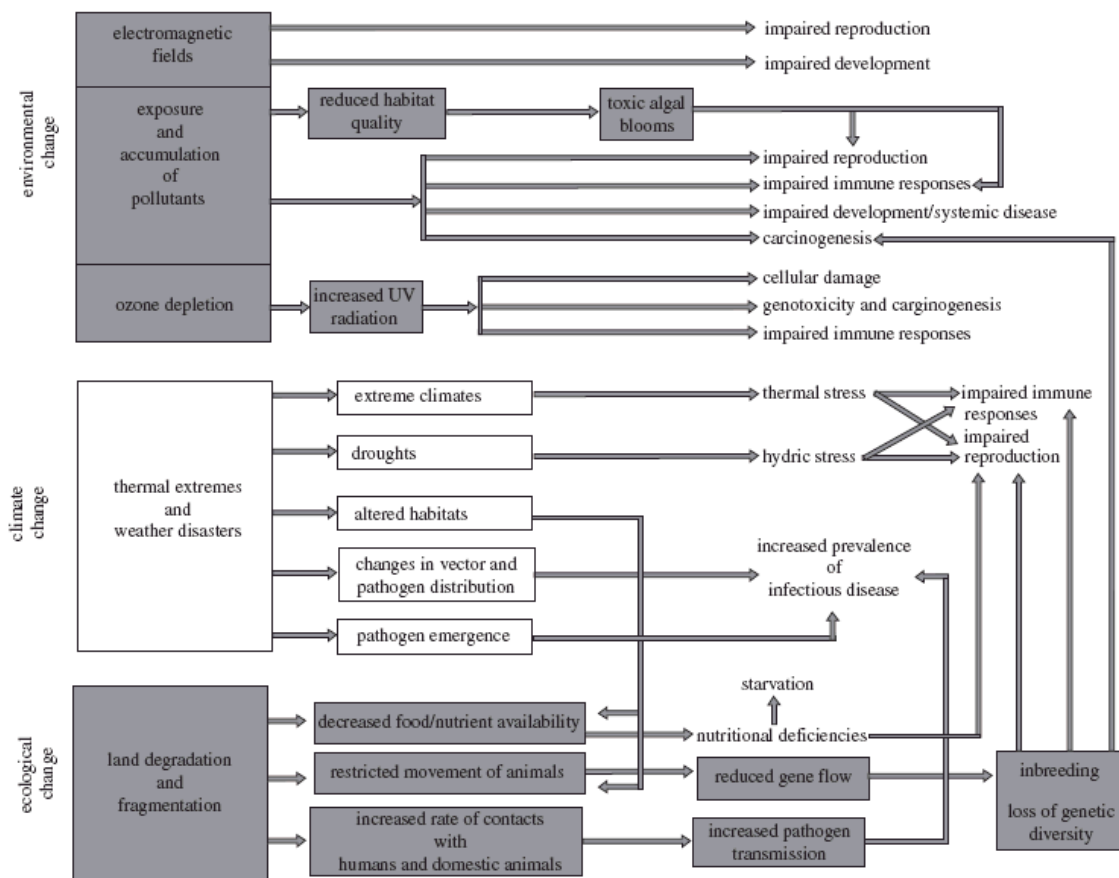 environmental
change
electromagnetic
fields
impaired reproduction
impaired development
exposure
and
accumulation
of
pollutants
reduced habitat
quality
toxic algal
blooms
impaired reproduction
impaired immune responses
impaired development/systemic disease
carcinogenesis
ozone depletion
increased UV
radiation
cellular damage
genotoxicity and carginogenesis
impaired immune responses
climate
change
thermal extremes
and
weather disasters
extreme climates
thermal stress
impaired immune
responses
impaired
reproduction
droughts
hydric stress
altered habitats
changes in vector and
pathogen distribution
increased prevalence
of
infectious disease
pathogen emergence
ecological
change
land degradation
and
fragmentation
decreased food/nutrient availability
starvation
nutritional deficiencies
restricted movement of animals
reduced gene flow
inbreeding
loss of genetic
diversity
increased rate of contacts
with
humans and domestic animals
increased pathogen
transmission